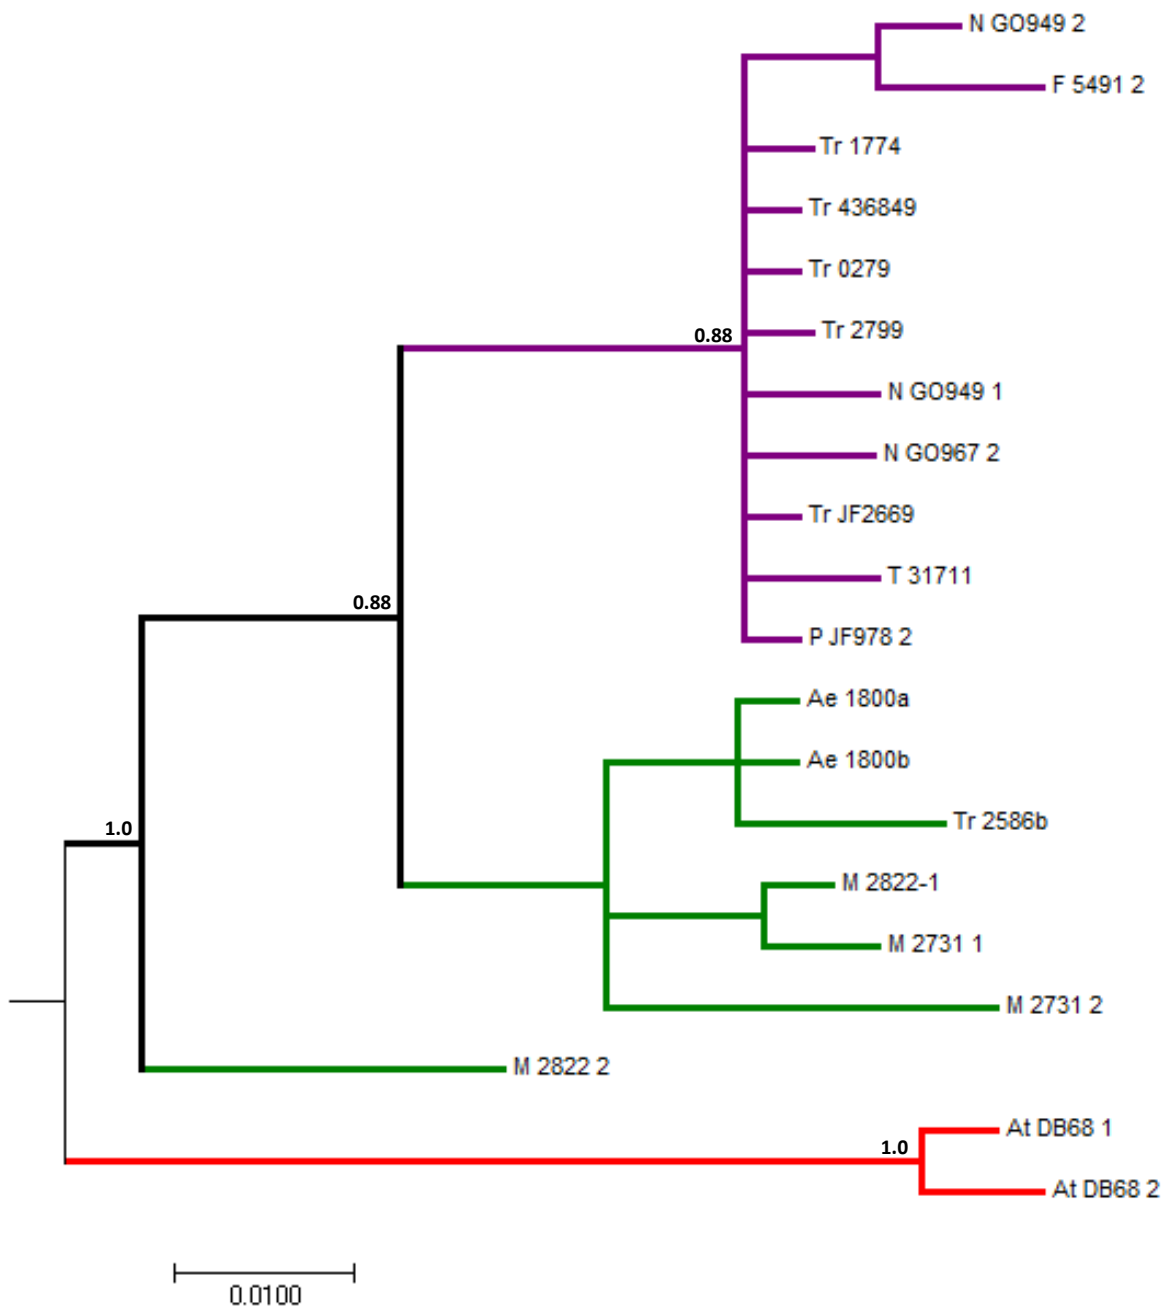 N GO949 2
F 5491 2
Tr 1774
Tr 436849
Tr 0279
Tr 2799
0.88
N GO949 1
N GO967 2
Tr JF2669
T 31711
0.88
P JF978 2
Ae 1800a
Ae 1800b
Tr 2586b
1.0
M 2822-1
M 2731 1
M 2731 2
M 2822 2
At DB68 1
1.0
At DB68 2
0.0100